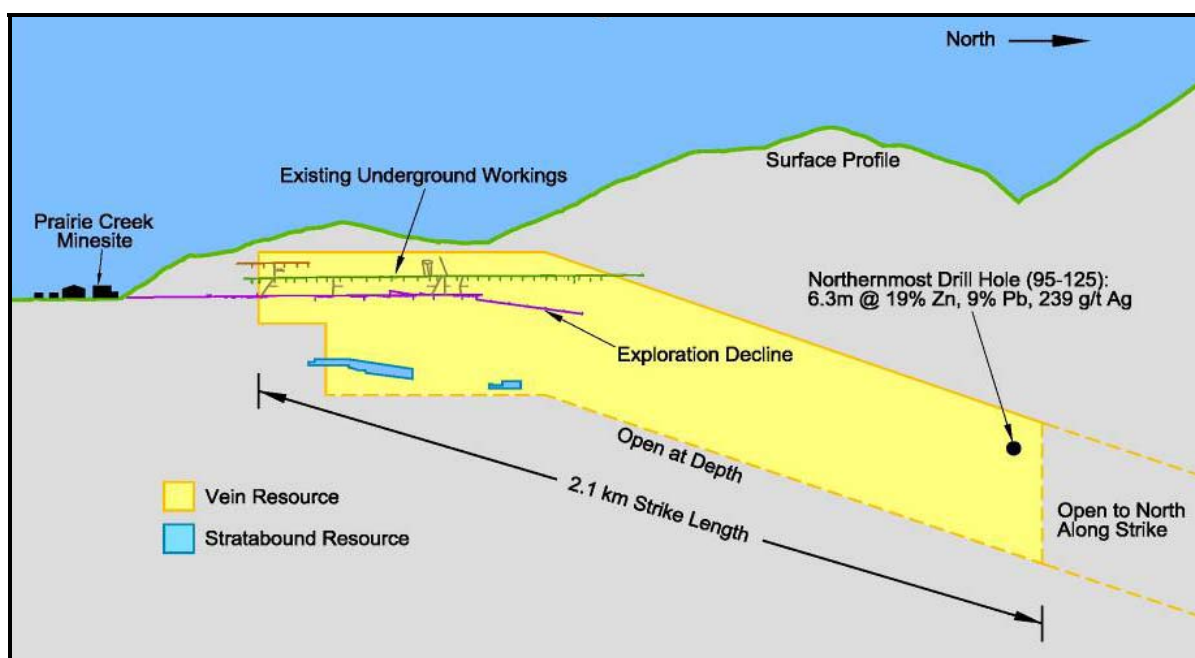 North
Surface Profile
Existing Underground Workings
Prairie Creek
Minesite
Northernmost Drill Hole (95-125):
6.3m @ 19% Zn, 9% Pb, 239 g/t Ag
Exploration Decline
Open at Depth
2.1 km Strike Length
Vein Resource
Stratabound Resource
Open to North
Along Strike